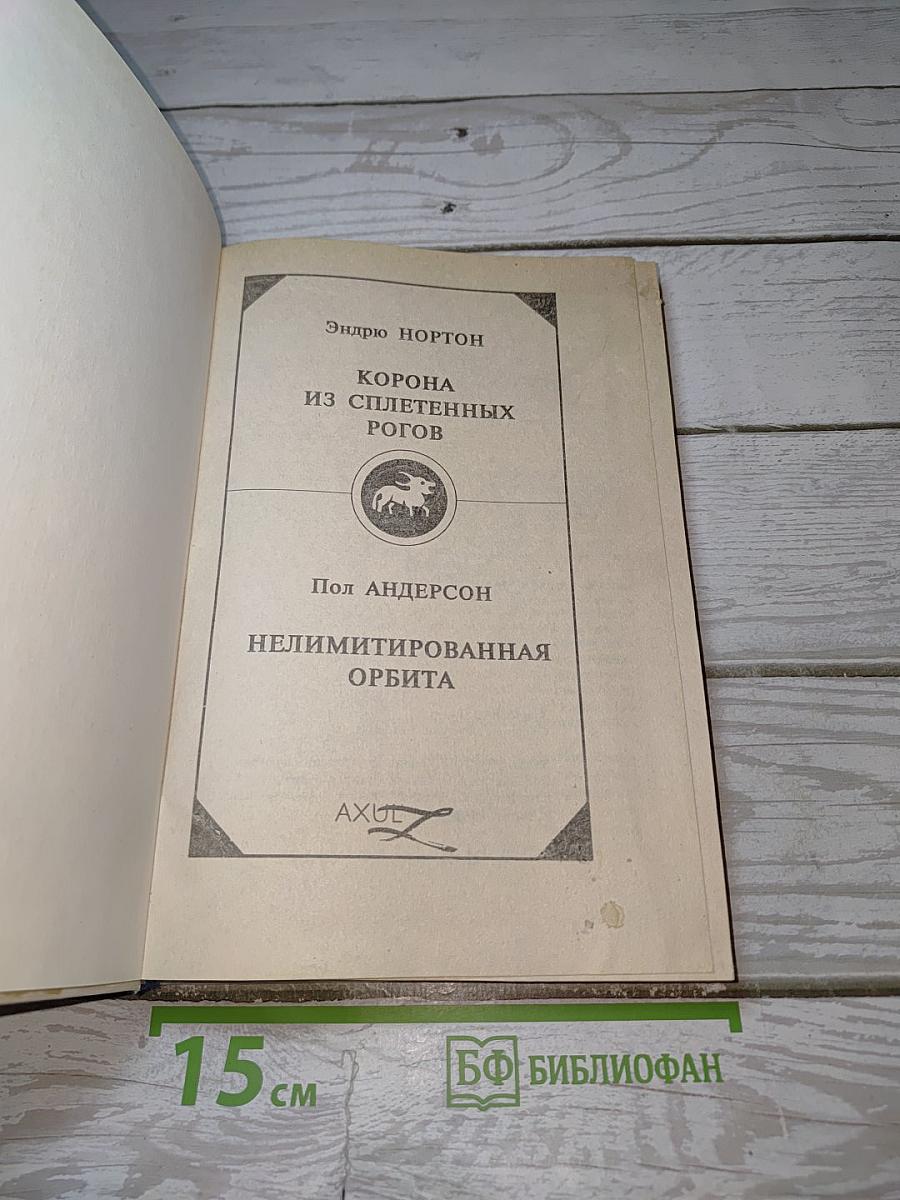 Эндрю НОРТОН
КОРОНА
ИЗ СПЛЕТЕННЫХ
РОГОВ
Пол АНДЕРСОН
НЕЛИМИТИРОВАННАЯ
ОРБИТА
AXUL Z
15 см
БФ БИБЛИОФАН